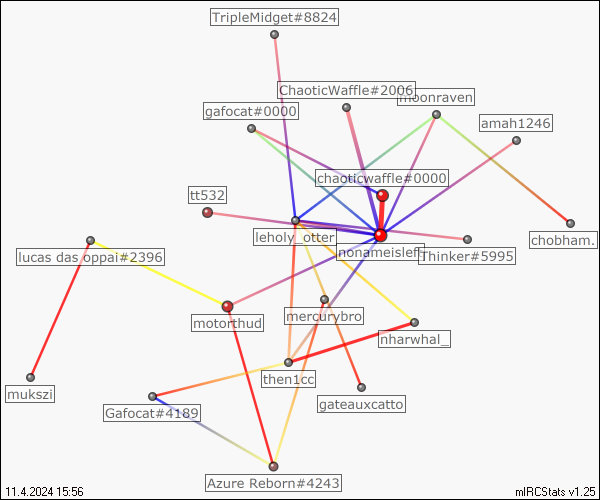 TripleMidget#8824
ChaoticWaffle#2006
moonraven
gafocat#0000
amah1246
chaoticwaffle#0000
tt532
leholy_otter
chobham.
nonameisleft
Thinker#5995
lucas das oppai#2396
mercurybro
motorthud
nharwhal_
then1cc
mukszi
gateauxcatto
Gafocat#4189
Azure Reborn#4243
11.4.2024 15:56
mIRCStats v1.25